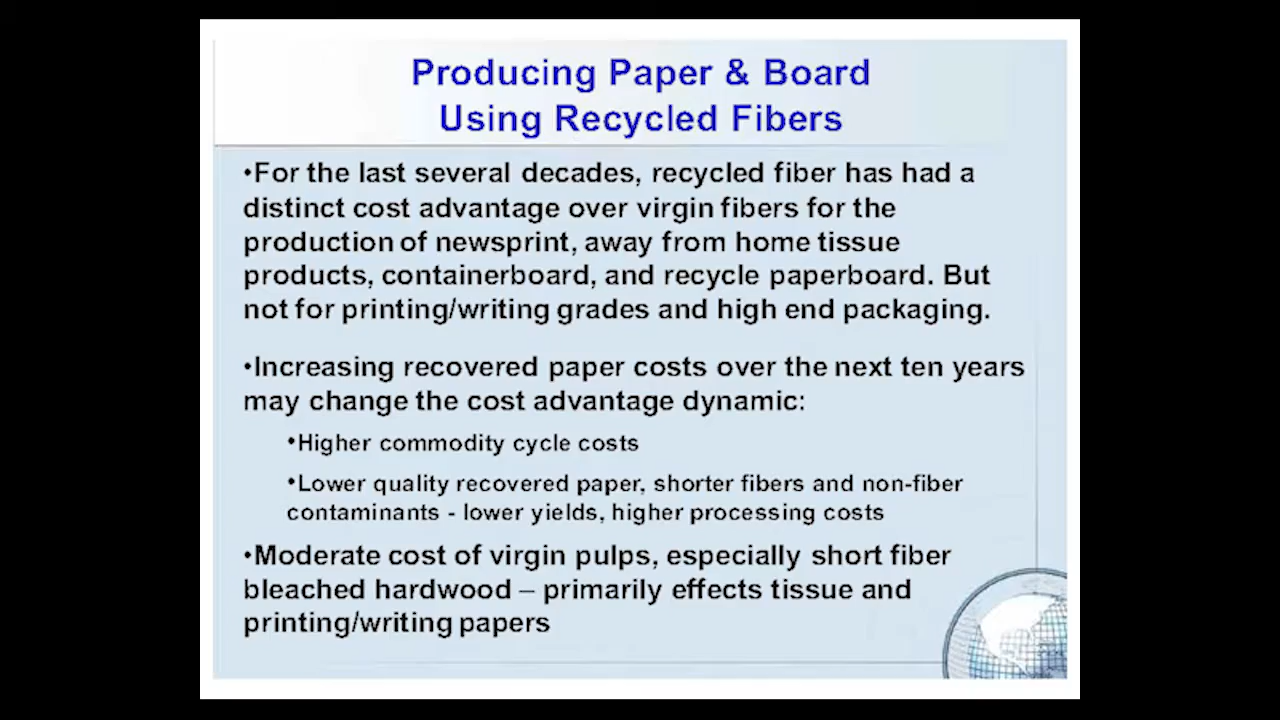 Producing Paper & Board
Using Recycled Fibers
•For the last several decades, recycled fiber has had a
distinct cost advantage over virgin fibers for the
production of newsprint, away from home tissue
products, containerboard, and recycle paperboard. But
not for printing/writing grades and high end packaging.
•Increasing recovered paper costs over the next ten years
may change the cost advantage dynamic:
•Higher commodity cycle costs
•Lower quality recovered paper, shorter fibers and non-fiber
contaminants - lower yields, higher processing costs
•Moderate cost of virgin pulps, especially short fiber
bleached hardwood – primarily effects tissue and
printing/writing papers